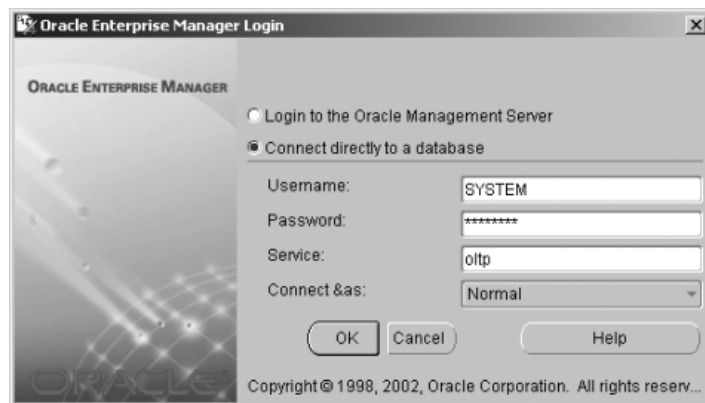 Oracle Enterprise Manager Login
ORACLE ENTERPRISE MANAGER
Login to the Oracle Management Server
Connect directly to a database
Username: SYSTEM
Password: ********
Service: oltp
Connect &as: Normal
OK Cancel Help
ORACLE
Copyright © 1998, 2002, Oracle Corporation. All rights reserv...